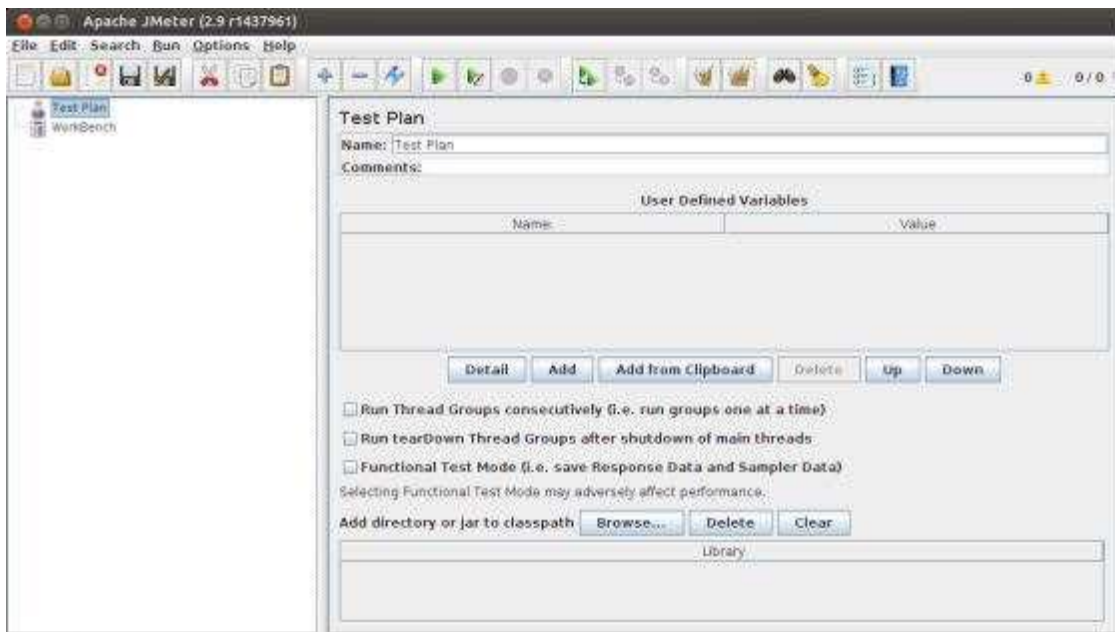 Apache JMeter (2.9 r1437961)
File Edit Search Run Options Help
0 0 / 0
Test Plan
WorkBench
Test Plan
Name: Test Plan
Comments:
User Defined Variables
Name: Value
Detail Add Add from Clipboard Delete Up Down
Run Thread Groups consecutively (i.e. run groups one at a time)
Run tearDown Thread Groups after shutdown of main threads
Functional Test Mode (i.e. save Response Data and Sampler Data)
Selecting Functional Test Mode may adversely affect performance.
Add directory or jar to classpath Browse... Delete Clear
Library